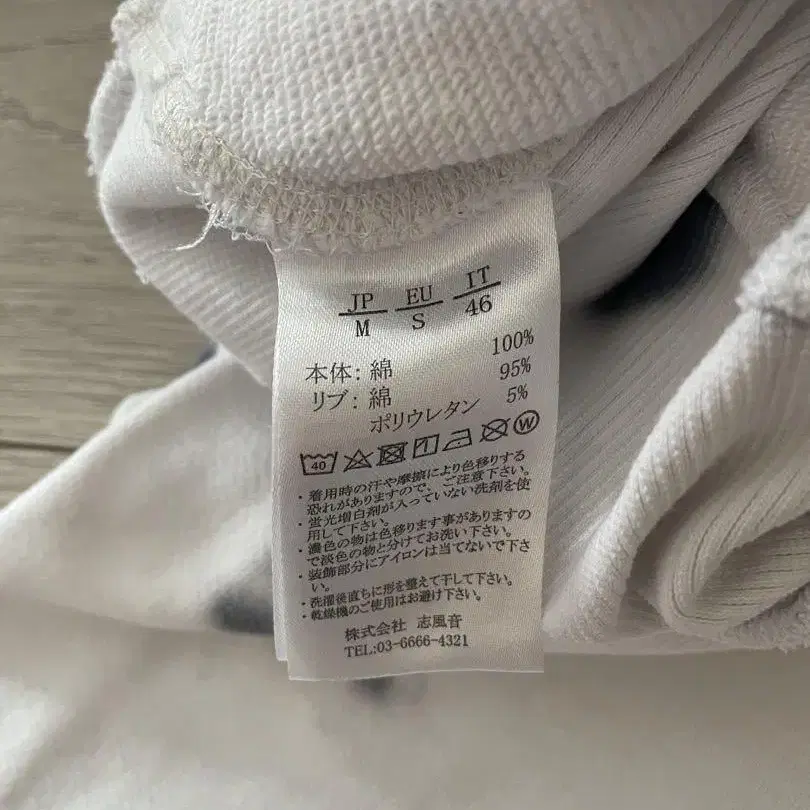 JP EU IT
M S 46
本体: 綿 100%
リブ: 綿 95%
ポリウレタン 5%
40 W
・着用時の汗や摩擦により色移りする
恐れがありますので、ご注意下さい。
・蛍光増白剤が入っていない洗剤を使
用して下さい。
・濃色の物は色移りします事がありますの
で淡色の物と分けてお洗い下さい。
・装飾部分にアイロンは当てないで下さ
い。
・洗濯後直ちに形を整えて干して下さい。
・乾燥機のご使用はお避け下さい。
株式会社 志風音
TEL:03-6666-4321